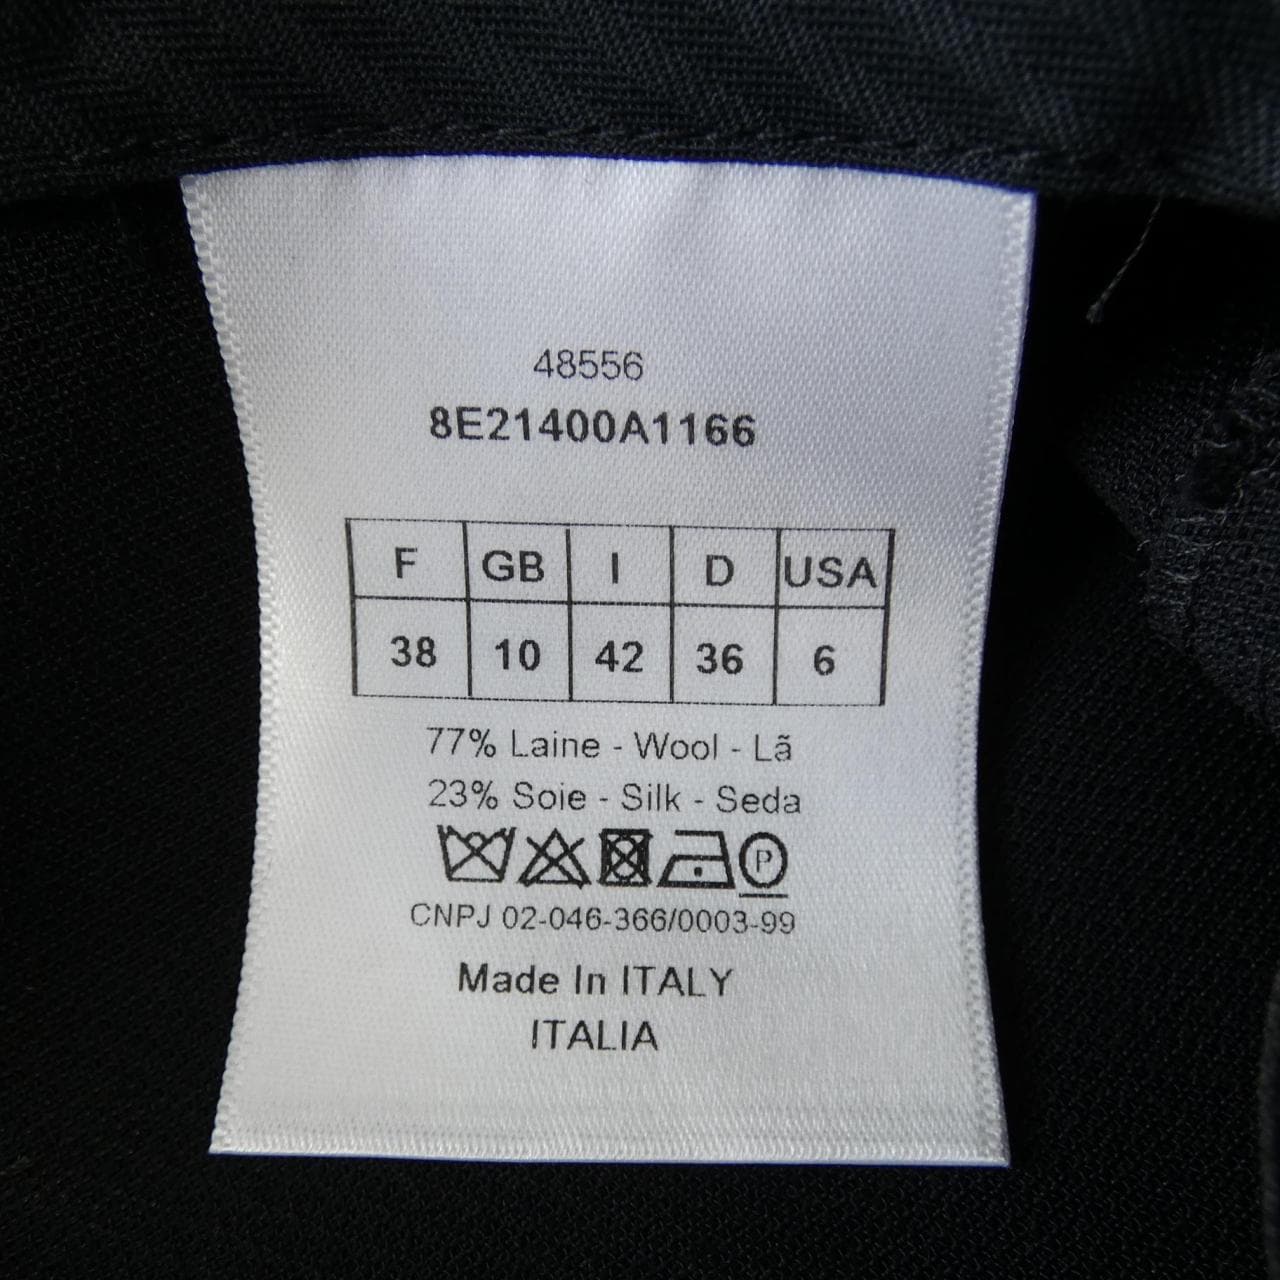 48556
8E21400A1166
F GB I D USA
38 10 42 36 6
77% Laine - Wool - Lã
23% Soie - Silk - Seda
P
CNPJ 02-046-366/0003-99
Made In ITALY
ITALIA